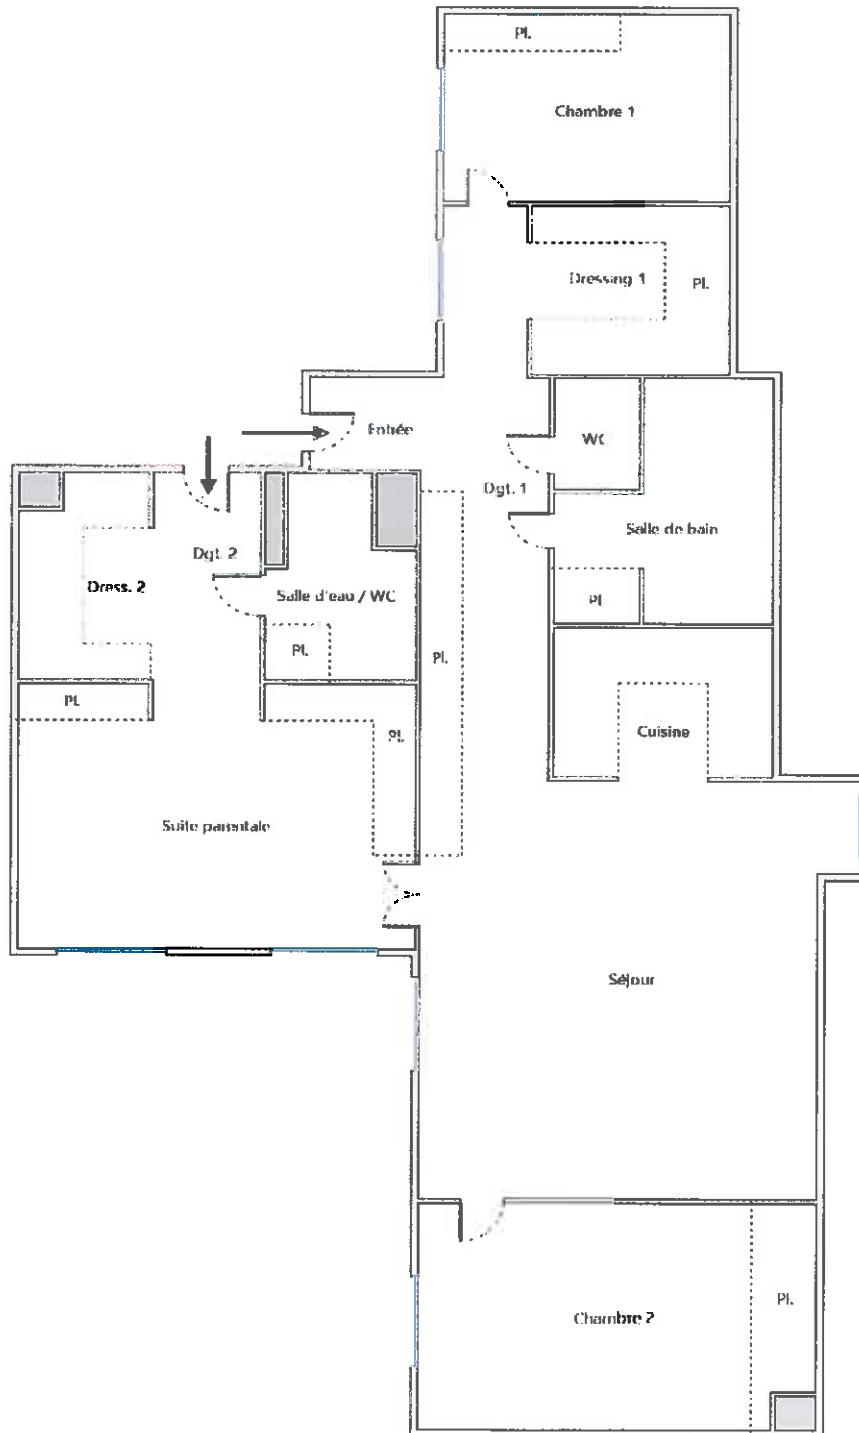 Pl.
Chambre 1
Dressing 1
Pl.
Entrée
WC
Dgt. 1
Salle de bain
Dgt. 2
Dress. 2
Salle d'eau / WC
Pl.
Pl.
Pl.
Pl.
Pl.
Cuisine
Suite parentale
Séjour
Pl.
Chambre 2